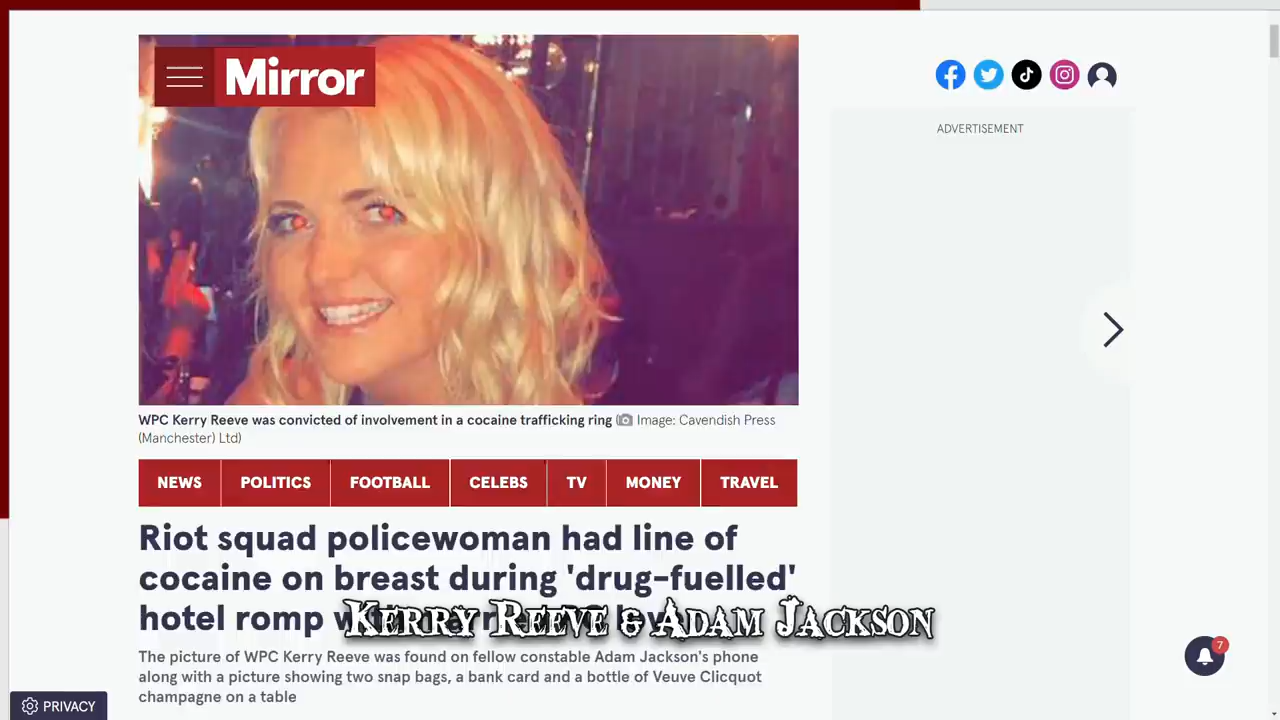 Mirror
ADVERTISEMENT
WPC Kerry Reeve was convicted of involvement in a cocaine trafficking ring Image: Cavendish Press
(Manchester) Ltd)
NEWS POLITICS FOOTBALL CELEBS TV MONEY TRAVEL
Riot squad policewoman had line of
cocaine on breast during 'drug-fuelled'
hotel romp
Kerry Reeve & Adam Jackson
The picture of WPC Kerry Reeve was found on fellow constable Adam Jackson's phone
along with a picture showing two snap bags, a bank card and a bottle of Veuve Clicquot
champagne on a table
7
PRIVACY